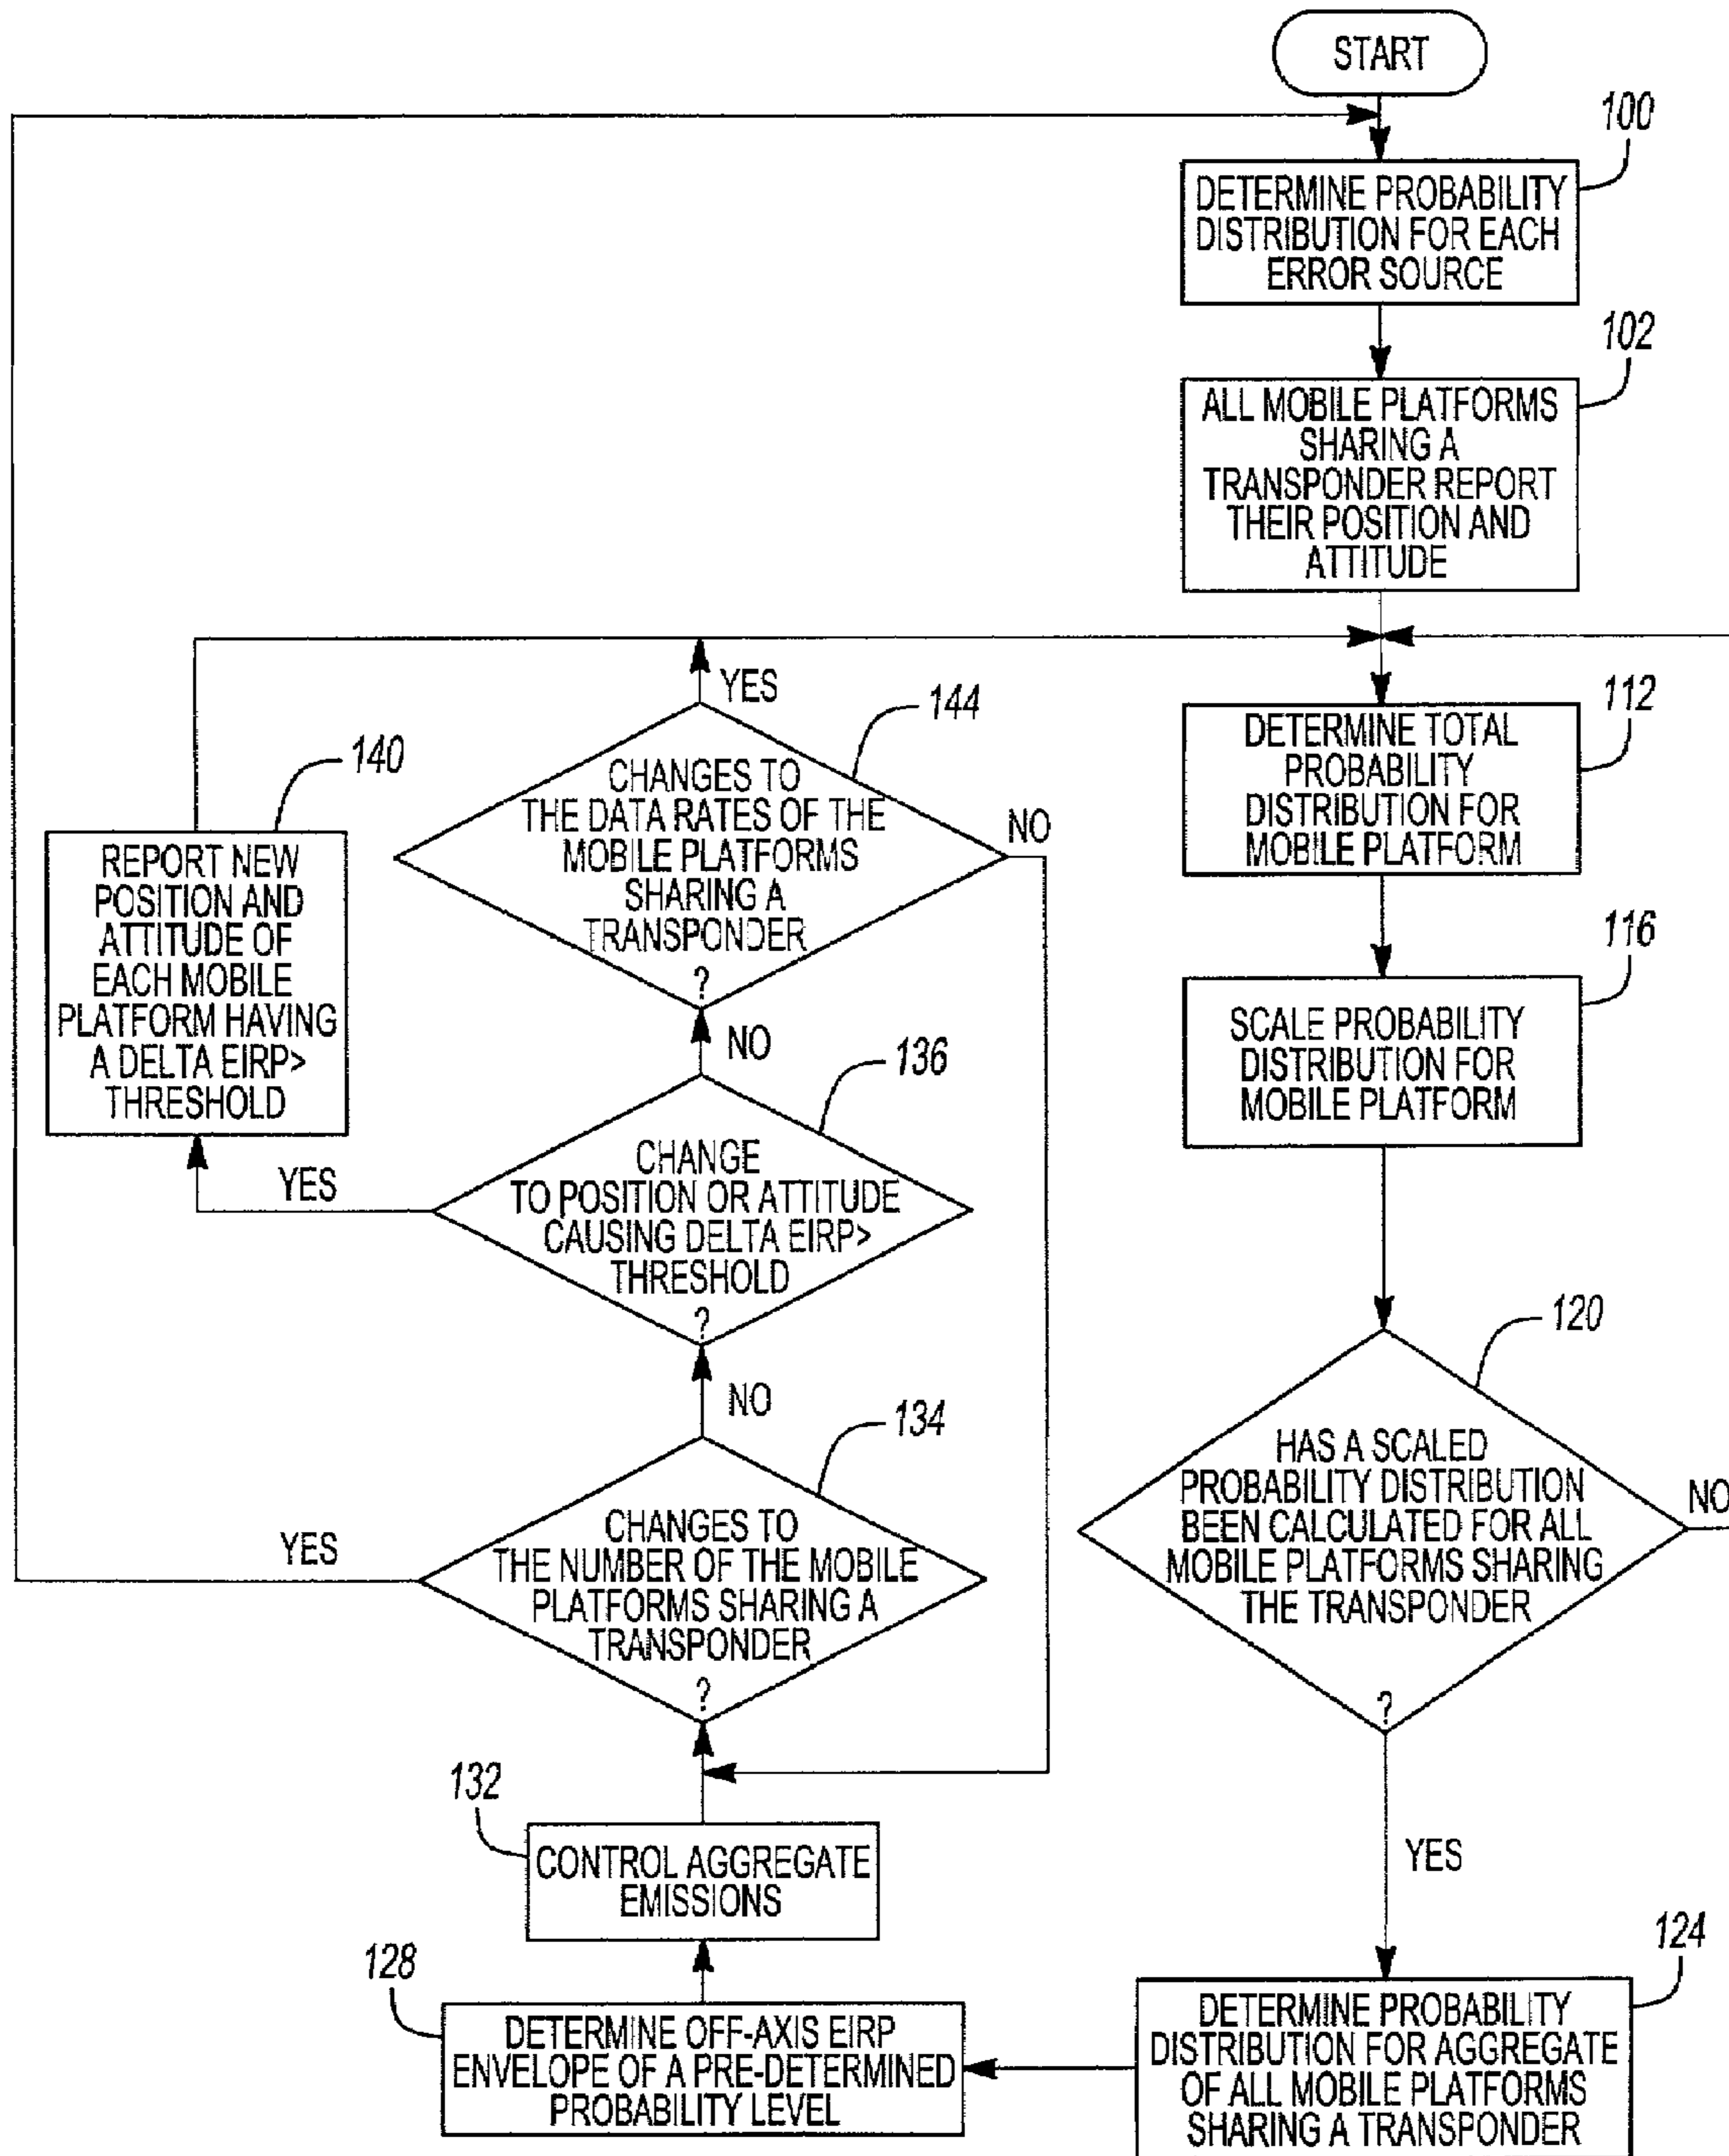 START
100
DETERMINE PROBABILITY
DISTRIBUTION FOR EACH
ERROR SOURCE
102
ALL MOBILE PLATFORMS
SHARING A
TRANSPONDER REPORT
THEIR POSITION AND
ATTITUDE
112
DETERMINE TOTAL
PROBABILITY
DISTRIBUTION FOR
MOBILE PLATFORM
116
SCALE PROBABILITY
DISTRIBUTION FOR
MOBILE PLATFORM
120
HAS A SCALED
PROBABILITY DISTRIBUTION
BEEN CALCULATED FOR ALL
MOBILE PLATFORMS SHARING
THE TRANSPONDER
?
NO
YES
124
DETERMINE PROBABILITY
DISTRIBUTION FOR AGGREGATE
OF ALL MOBILE PLATFORMS
SHARING A TRANSPONDER
128
DETERMINE OFF-AXIS EIRP
ENVELOPE OF A PRE-DETERMINED
PROBABILITY LEVEL
132
CONTROL AGGREGATE
EMISSIONS
134
CHANGES TO
THE NUMBER OF THE MOBILE
PLATFORMS SHARING A
TRANSPONDER
?
YES
NO
136
CHANGE
TO POSITION OR ATTITUDE
CAUSING DELTA EIRP>
THRESHOLD
?
YES
NO
140
REPORT NEW
POSITION AND
ATTITUDE OF
EACH MOBILE
PLATFORM HAVING
A DELTA EIRP>
THRESHOLD
144
CHANGES TO
THE DATA RATES OF THE
MOBILE PLATFORMS
SHARING A
TRANSPONDER
?
YES
NO